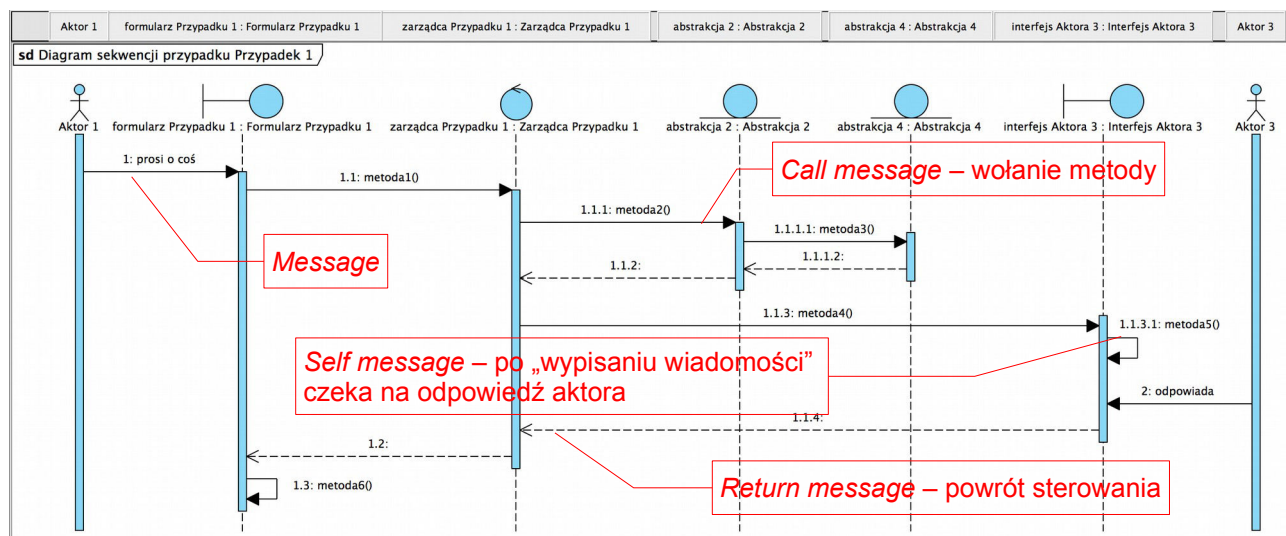 Aktor 1
formularz Przypadku 1 : Formularz Przypadku 1
zarządca Przypadku 1 : Zarządca Przypadku 1
abstrakcja 2 : Abstrakcja 2
abstrakcja 4 : Abstrakcja 4
interfejs Aktora 3 : Interfejs Aktora 3
Aktor 3
sd Diagram sekwencji przypadku Przypadek 1
Aktor 1
formularz Przypadku 1 : Formularz Przypadku 1
zarządca Przypadku 1 : Zarządca Przypadku 1
abstrakcja 2 : Abstrakcja 2
abstrakcja 4 : Abstrakcja 4
interfejs Aktora 3 : Interfejs Aktora 3
Aktor 3
1: prosi o coś
1.1: metoda1()
Call message – wołanie metody
1.1.1: metoda2()
1.1.1.1: metoda3()
Message
1.1.2:
1.1.1.2:
1.1.3: metoda4()
1.1.3.1: metoda5()
Self message – po „wypisaniu wiadomości”
czeka na odpowiedź aktora
2: odpowiada
1.1.4:
1.2:
1.3: metoda6()
Return message – powrót sterowania